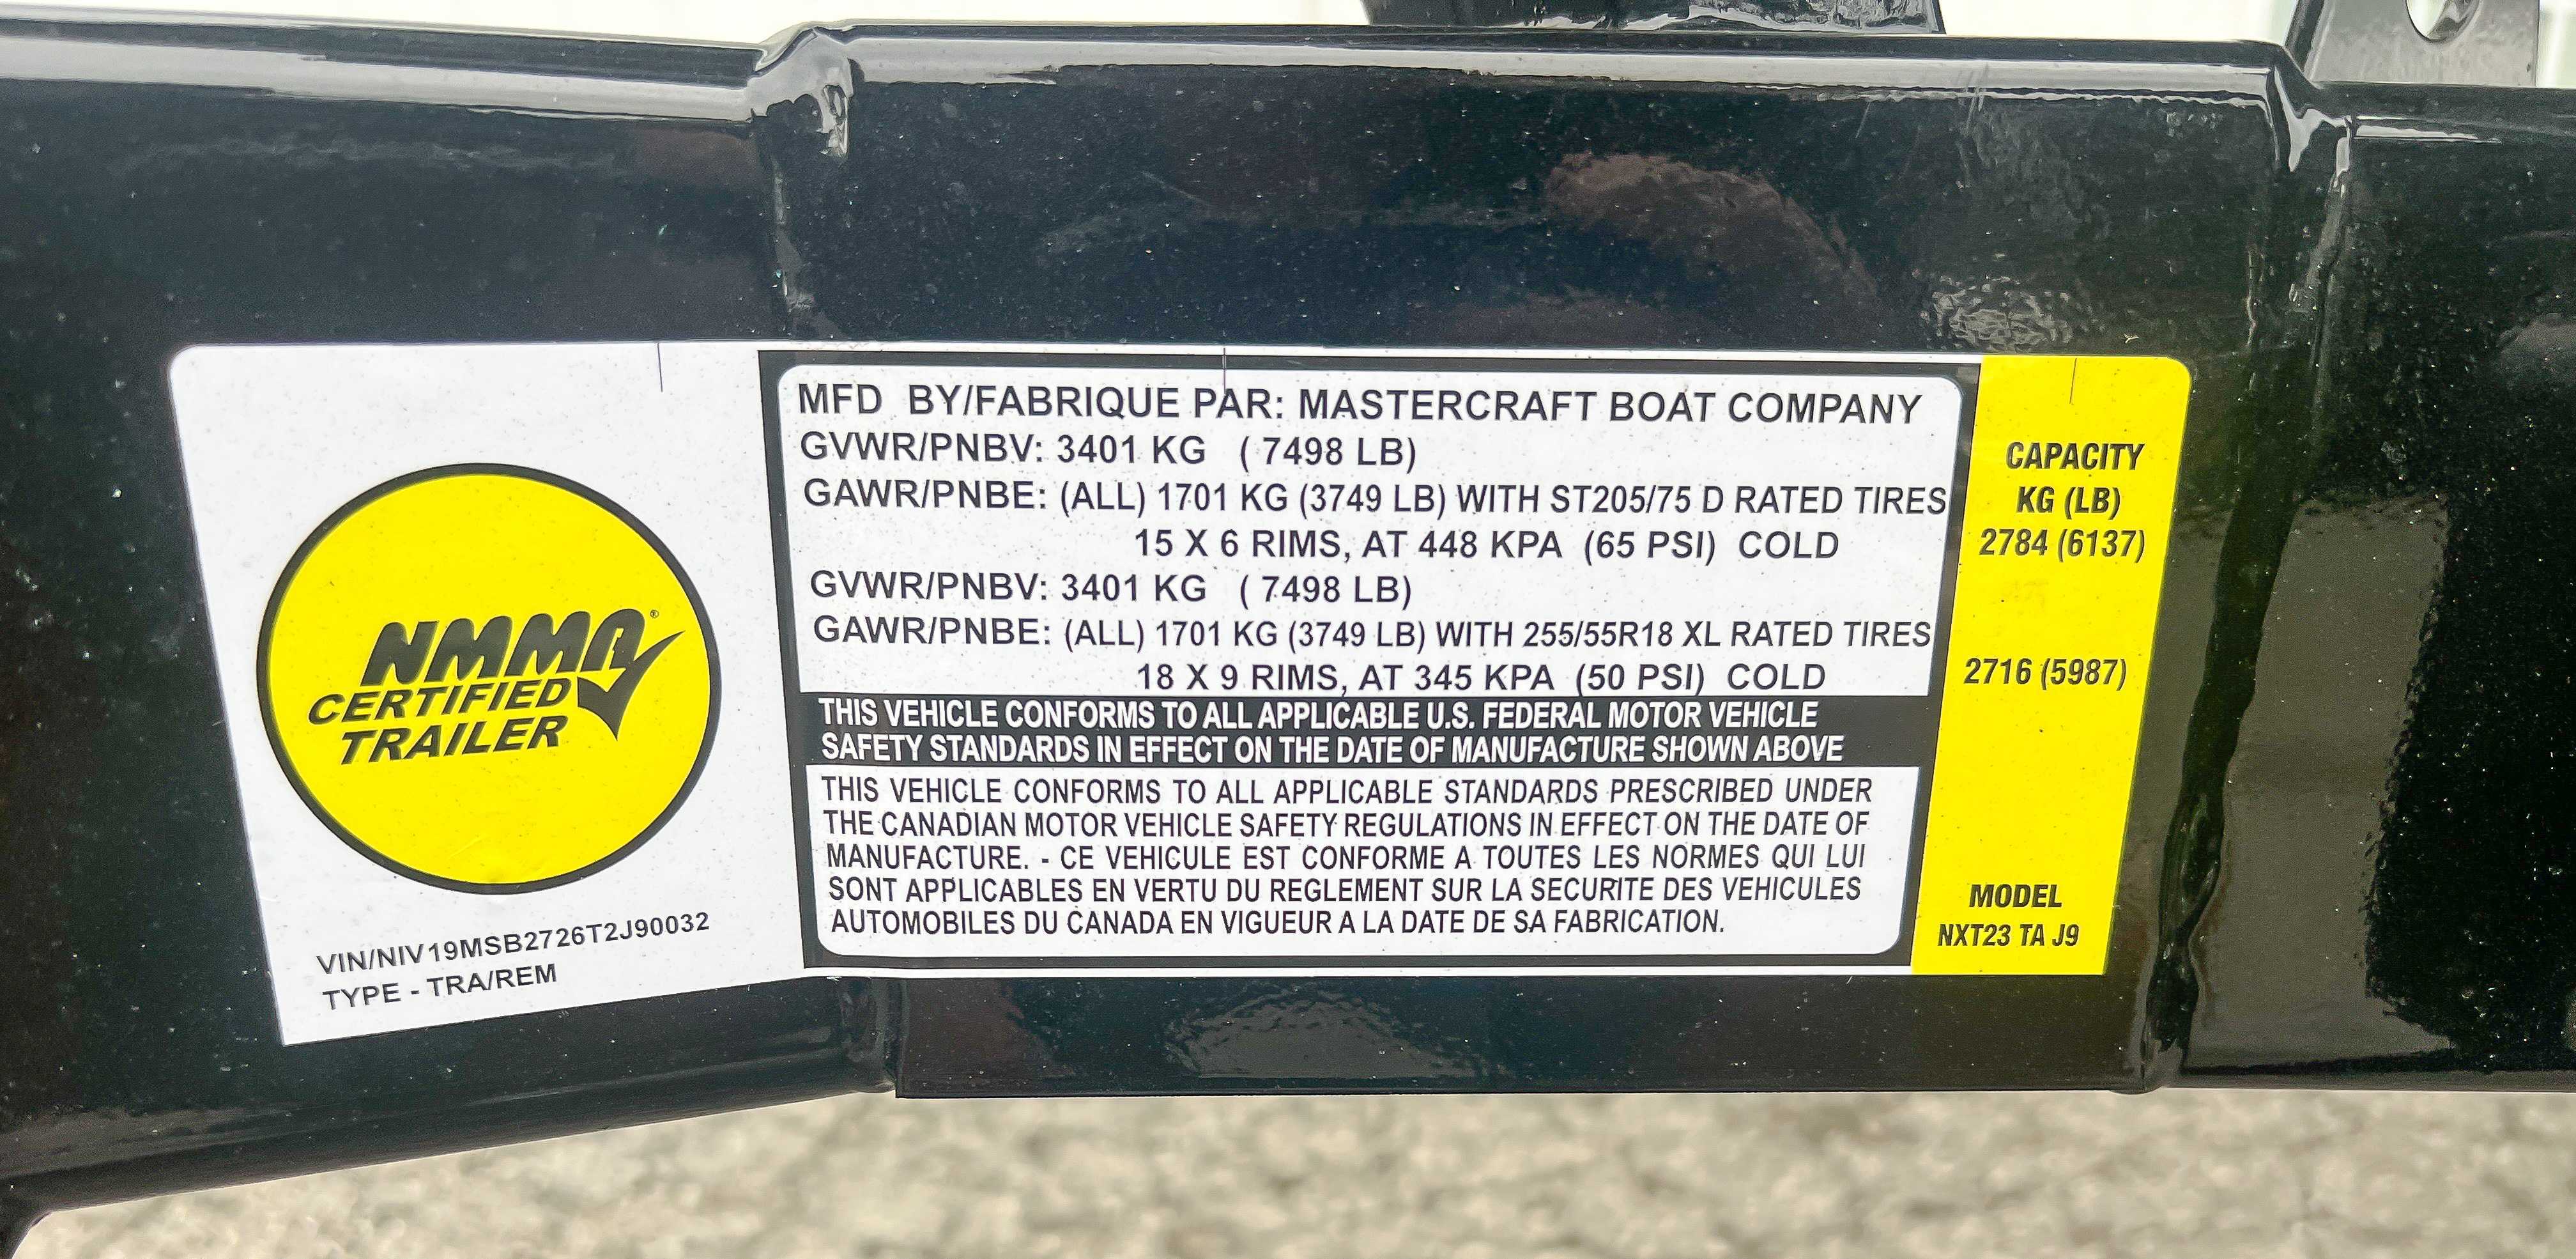 NMMA®
CERTIFIED
TRAILER
VIN/NIV 19MSB2726T2J90032
TYPE - TRA/REM
MFD BY/FABRIQUE PAR: MASTERCRAFT BOAT COMPANY
GVWR/PNBV: 3401 KG ( 7498 LB)
GAWR/PNBE: (ALL) 1701 KG (3749 LB) WITH ST205/75 D RATED TIRES
15 X 6 RIMS, AT 448 KPA (65 PSI) COLD
GVWR/PNBV: 3401 KG ( 7498 LB)
GAWR/PNBE: (ALL) 1701 KG (3749 LB) WITH 255/55R18 XL RATED TIRES
18 X 9 RIMS, AT 345 KPA (50 PSI) COLD
THIS VEHICLE CONFORMS TO ALL APPLICABLE U.S. FEDERAL MOTOR VEHICLE
SAFETY STANDARDS IN EFFECT ON THE DATE OF MANUFACTURE SHOWN ABOVE
THIS VEHICLE CONFORMS TO ALL APPLICABLE STANDARDS PRESCRIBED UNDER
THE CANADIAN MOTOR VEHICLE SAFETY REGULATIONS IN EFFECT ON THE DATE OF
MANUFACTURE. - CE VEHICULE EST CONFORME A TOUTES LES NORMES QUI LUI
SONT APPLICABLES EN VERTU DU REGLEMENT SUR LA SECURITE DES VEHICULES
AUTOMOBILES DU CANADA EN VIGUEUR A LA DATE DE SA FABRICATION.
CAPACITY
KG (LB)
2784 (6137)
2716 (5987)
MODEL
NXT23 TA J9